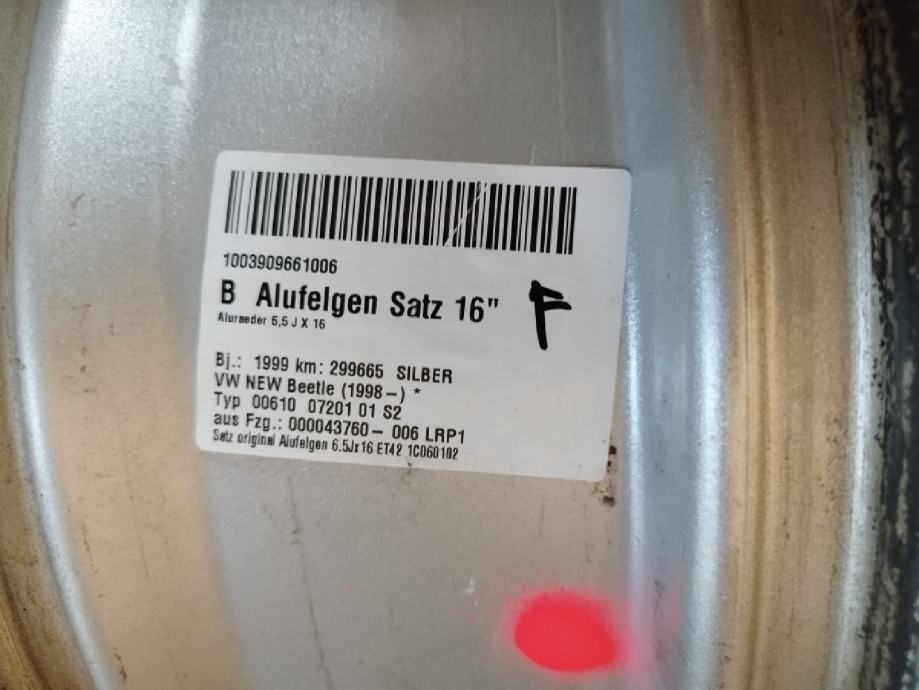 1003909661006
B Alufelgen Satz 16"
F
Aluraeder 6,5 J X 16
Bj.: 1999 km: 299665 SILBER
VW NEW Beetle (1998-) *
Typ 00610 07201 01 S2
aus Fzg.: 000043760- 006 LRP1
Satz original Alufelgen 6.5Jx16 ET42 1C060102